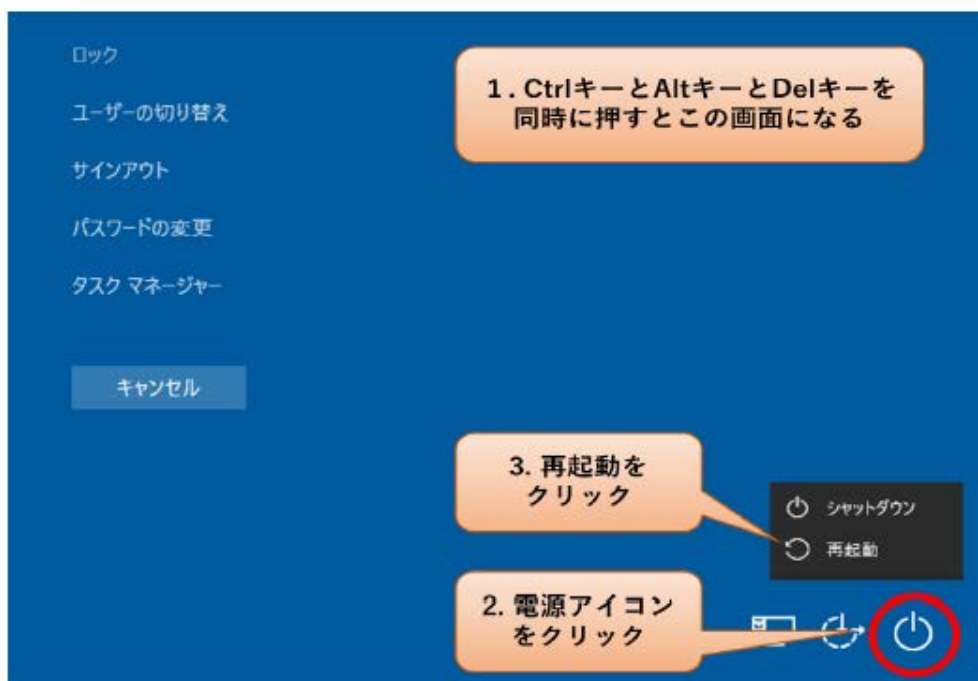 ロック
1.CtrlキーとAltキーとDelキーを
同時に押すとこの画面になる
ユーザーの切り替え
サインアウト
パスワードの変更
タスク マネージャー
キャンセル
3. 再起動を
クリック
シャットダウン
再起動
2. 電源アイコン
をクリック